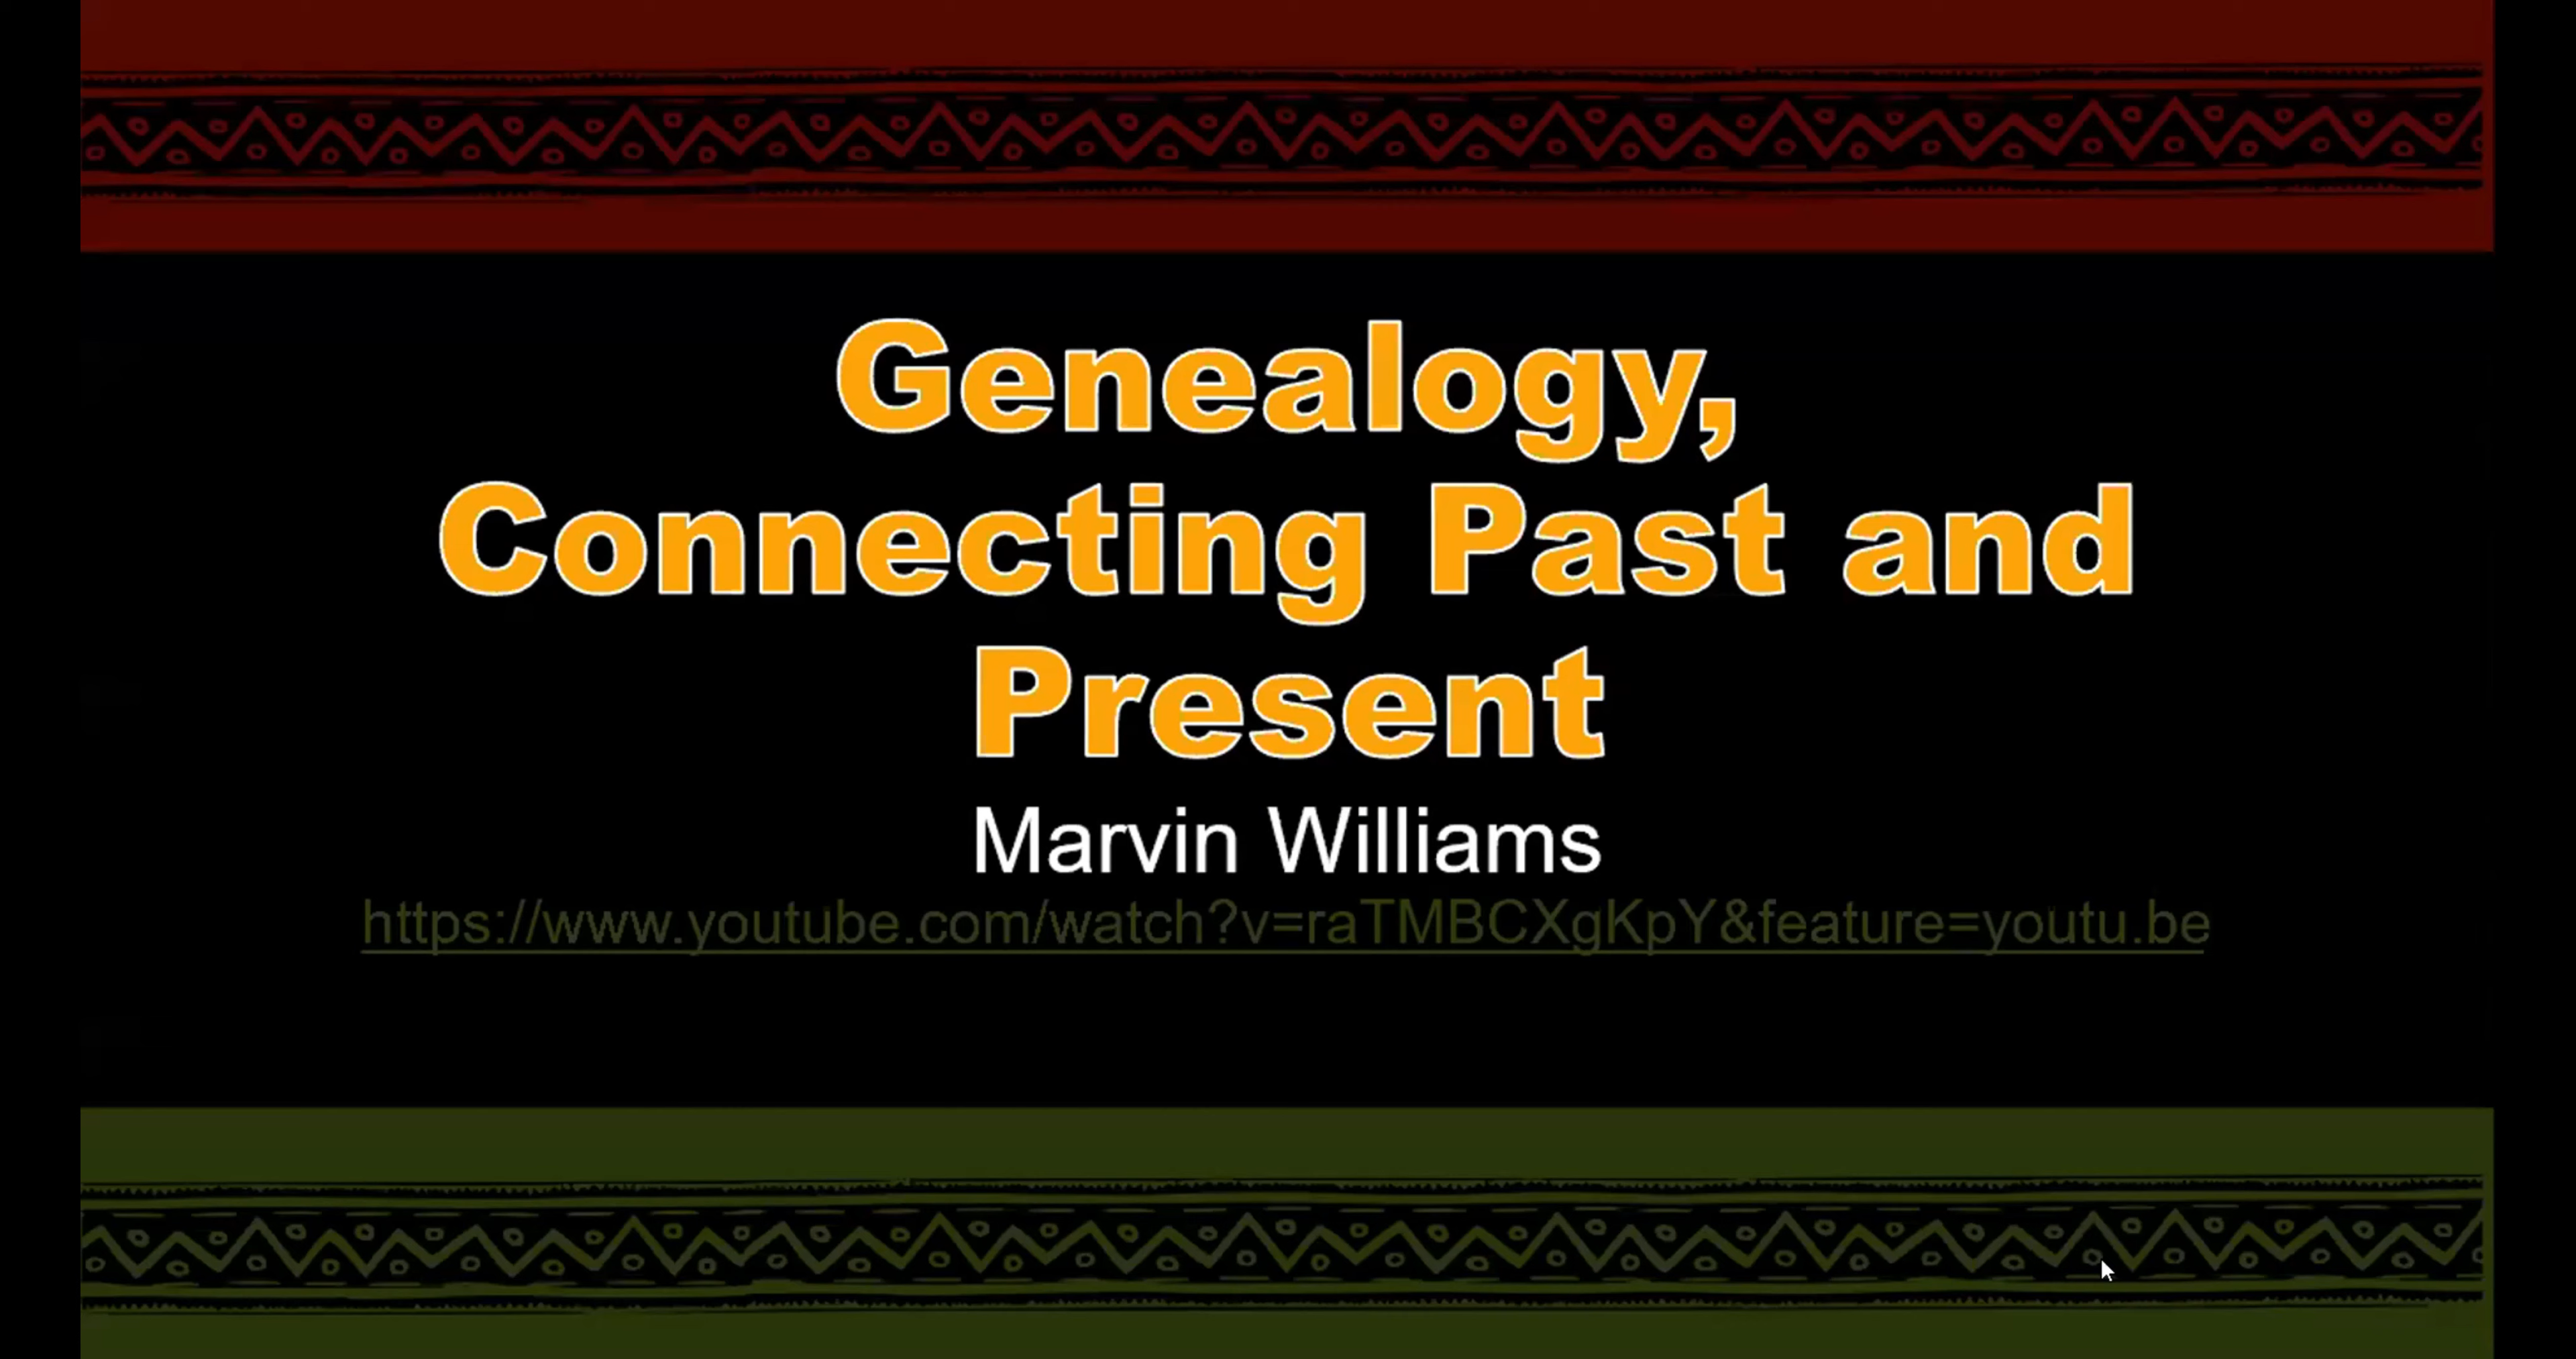 Genealogy,
Connecting Past and
Present
Marvin Williams
https://www.youtube.com/watch?v=raTMBCXgKpY&feature=youtu.be